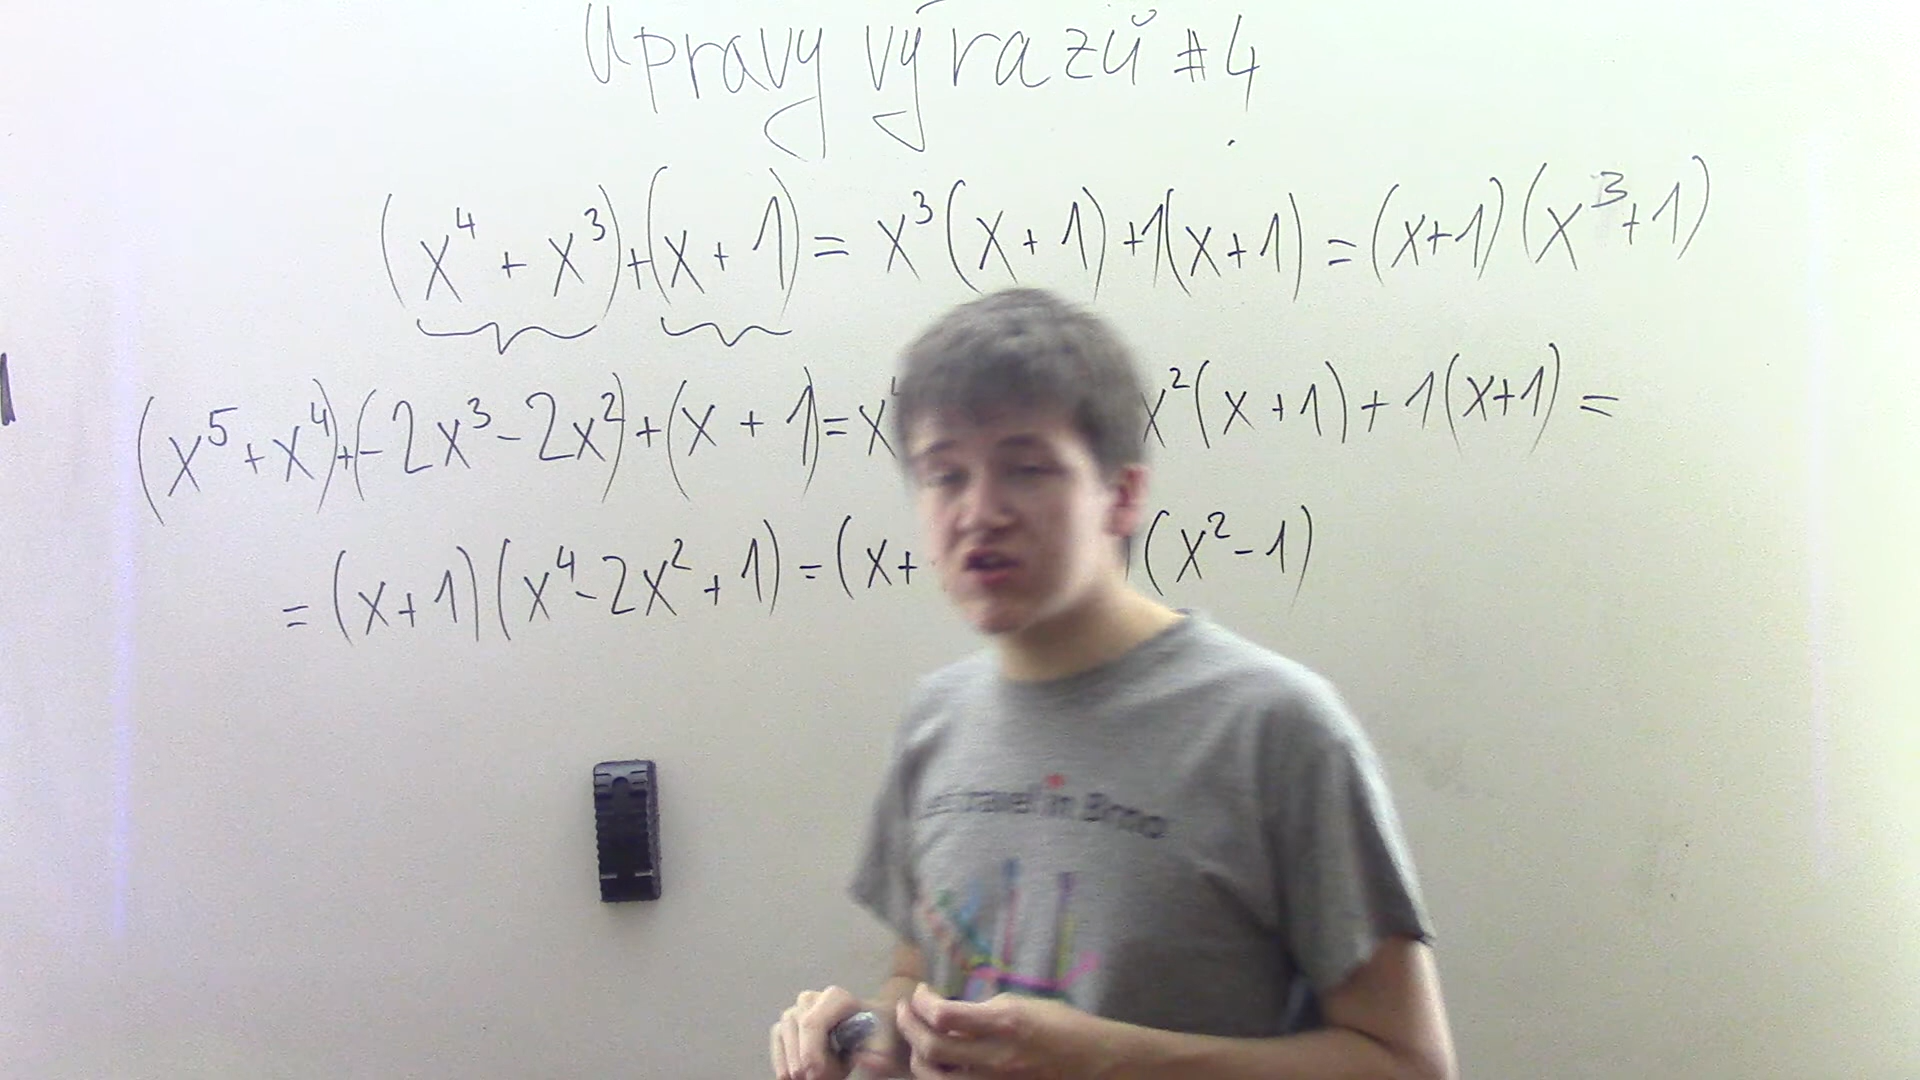 Úpravy výrazů #4
(x⁴ + x³)+(x + 1) = x³(x + 1) +1(x+1) = (x+1)(x³+1)
(x⁵+x⁴)+(-2x³-2x²)+(x + 1)=x⁴ x²(x+1)+1(x+1) =
= (x+1)(x⁴-2x²+1) = (x+ (x²-1)
travel in Brno